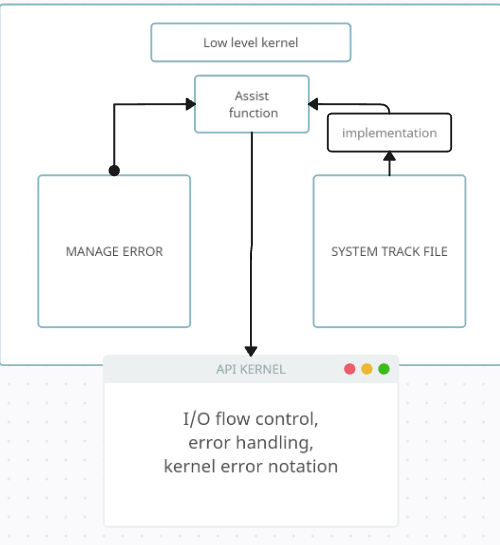 Low level kernel
Assist
function
implementation
MANAGE ERROR
SYSTEM TRACK FILE
API KERNEL
I/O flow control,
error handling,
kernel error notation